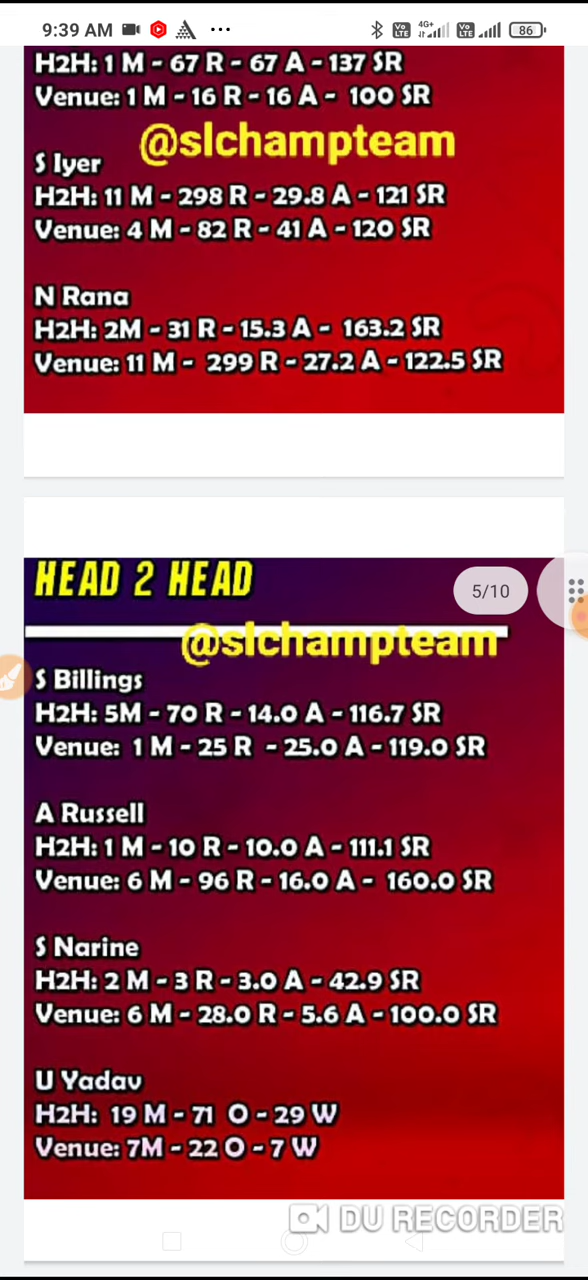 9:39 AM ••• Vo LTE 4G+ Vo LTE 86
H2H: 1 M - 67 R - 67 A - 137 SR
Venue: 1 M - 16 R - 16 A - 100 SR
@slchampteam
S Iyer
H2H: 11 M - 298 R - 29.8 A - 121 SR
Venue: 4 M - 82 R - 41 A - 120 SR
N Rana
H2H: 2M - 31 R - 15.3 A - 163.2 SR
Venue: 11 M - 299 R - 27.2 A - 122.5 SR
HEAD 2 HEAD
5/10
@slchampteam
S Billings
H2H: 5M - 70 R - 14.0 A - 116.7 SR
Venue: 1 M - 25 R - 25.0 A - 119.0 SR
A Russell
H2H: 1 M - 10 R - 10.0 A - 111.1 SR
Venue: 6 M - 96 R - 16.0 A - 160.0 SR
S Narine
H2H: 2 M - 3 R - 3.0 A - 42.9 SR
Venue: 6 M - 28.0 R - 5.6 A - 100.0 SR
U Yadav
H2H: 19 M - 71 O - 29 W
Venue: 7M - 22 O - 7 W
DU RECORDER